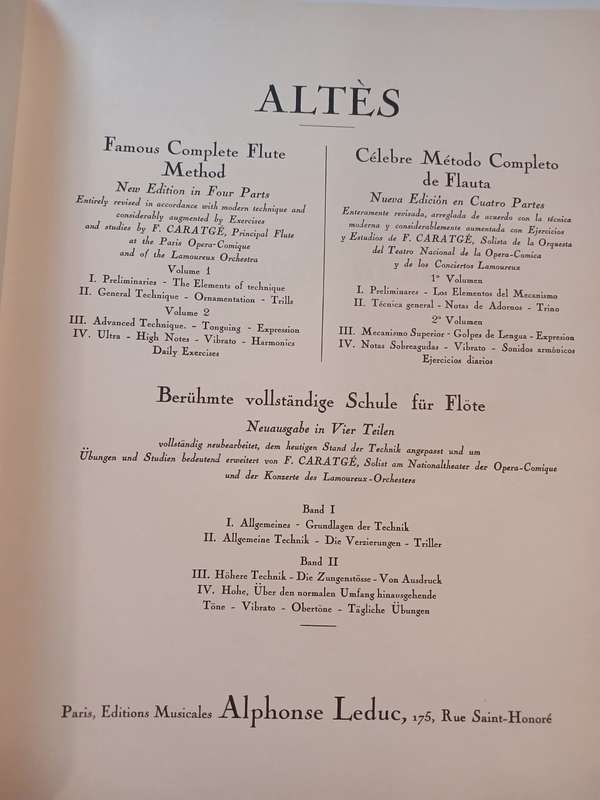 ALTÈS
Famous Complete Flute
Method
New Edition in Four Parts
Entirely revised in accordance with modern technique and
considerably augmented by Exercises
and studies by F. CARATGÉ, Principal Flute
at the Paris Opera-Comique
and of the Lamoureux Orchestra
Volume 1
I. Preliminaries - The Elements of technique
II. General Technique - Ornamentation - Trills
Volume 2
III. Advanced Technique. - Tonguing - Expression
IV. Ultra - High Notes - Vibrato - Harmonics
Daily Exercises
Célebre Método Completo
de Flauta
Nueva Edición en Cuatro Partes
Enteramente revisada, arreglada de acuerdo con la técnica
moderna y considerablemente aumentada con Ejercicios
y Estudios de F. CARATGÉ, Solista de la Orquesta
del Teatro Nacional de la Opera-Cumica
y de los Conciertos Lamoureux
1º Volumen
I. Preliminares - Los Elementos del Mecanismo
II. Técnica general - Notas de Adornos - Trino
2º Volumen
III. Mecanismo Superior - Golpes de Lengua - Expresion
IV. Notas Sobreagudas - Vibrato - Sonidos armónicos
Ejercicios diarios
Berühmte vollständige Schule für Flöte
Neuausgabe in Vier Teilen
vollständig neubearbeitet, dem heutigen Stand der Technik angepasst und um
Übungen und Studien bedeutend erweitert von F. CARATGÉ, Solist am Nationaltheater der Opera-Comique
und der Konzerte des Lamoureux-Orchesters
Band I
I. Allgemeines - Grundlagen der Technik
II. Allgemeine Technik - Die Verzierungen - Triller
Band II
III. Höhere Technik - Die Zungenstösse - Von Ausdruck
IV. Hohe, Über den normalen Umfang hinausgehende
Töne - Vibrato - Obertöne - Tägliche Übungen
Paris, Editions Musicales Alphonse Leduc, 175, Rue Saint-Honoré